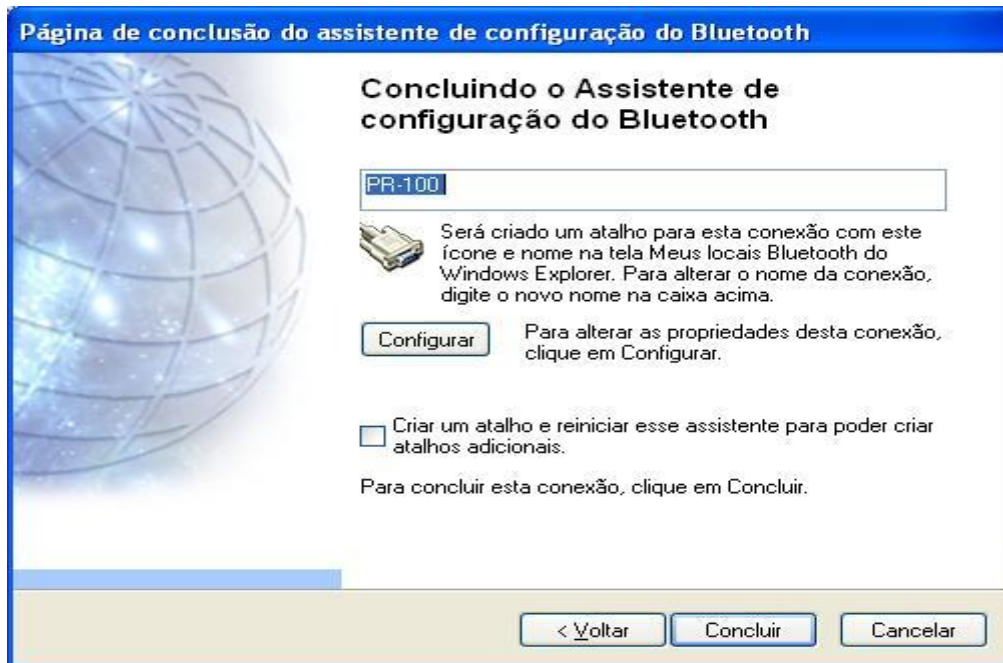 Página de conclusão do assistente de configuração do Bluetooth
Concluindo o Assistente de
configuração do Bluetooth
PR-100
Será criado um atalho para esta conexão com este
ícone e nome na tela Meus locais Bluetooth do
Windows Explorer. Para alterar o nome da conexão,
digite o novo nome na caixa acima.
Configurar
Para alterar as propriedades desta conexão,
clique em Configurar.
Criar um atalho e reiniciar esse assistente para poder criar
atalhos adicionais.
Para concluir esta conexão, clique em Concluir.
< Voltar
Concluir
Cancelar